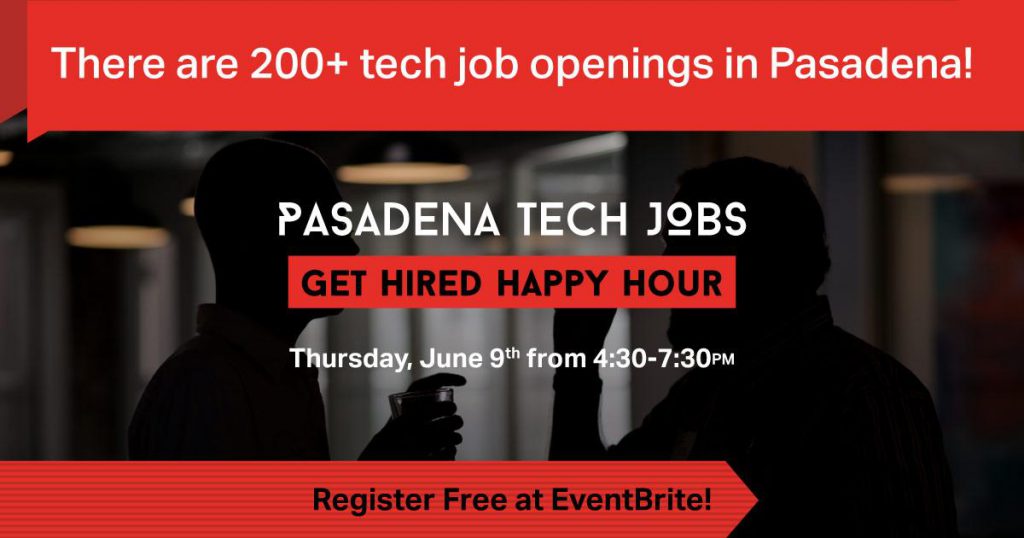 There are 200+ tech job openings in Pasadena!
PASADENA TECH JOBS
GET HIRED HAPPY HOUR
Thursday, June 9th from 4:30-7:30PM
Register Free at EventBrite!